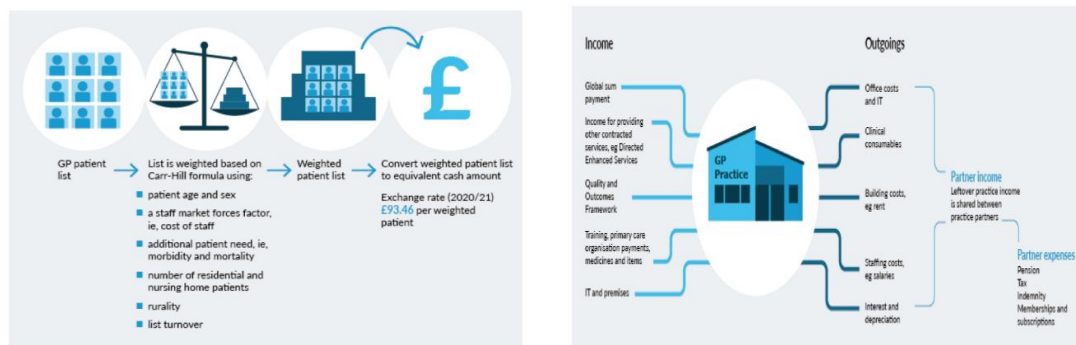 GP patient
list
List is weighted based on
Carr-Hill formula using:
patient age and sex
a staff market forces factor,
ie, cost of staff
additional patient need, ie,
morbidity and mortality
number of residential and
nursing home patients
rurality
list turnover
Weighted
patient list
Convert weighted patient list
to equivalent cash amount
Exchange rate (2020/21)
£93.46 per weighted
patient
£
Income
Global sum
payment
Income for providing
other contracted
services, eg Directed
Enhanced Services
Quality and
Outcomes
Framework
Training, primary care
organisation payments,
medicines and items
IT and premises
GP
Practice
Outgoings
Office costs
and IT
Clinical
consumables
Building costs,
eg rent
Staffing costs,
eg salaries
Interest and
depreciation
Partner income
Leftover practice income
is shared between
practice partners
Partner expenses
Pension
Tax
Indemnity
Memberships and
subscriptions